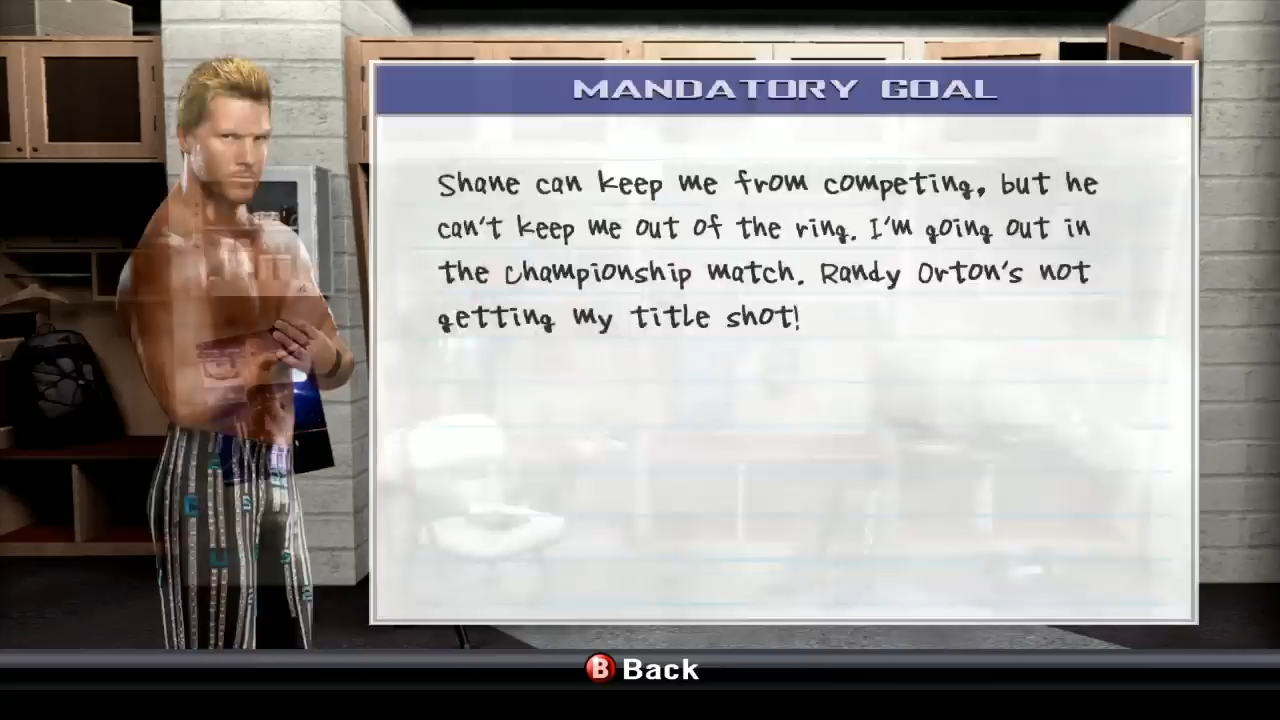 MANDATORY GOAL
Shane can keep me from competing, but he
can't keep me out of the ring. I'm going out in
the Championship match. Randy Orton's not
getting my title shot!
B Back